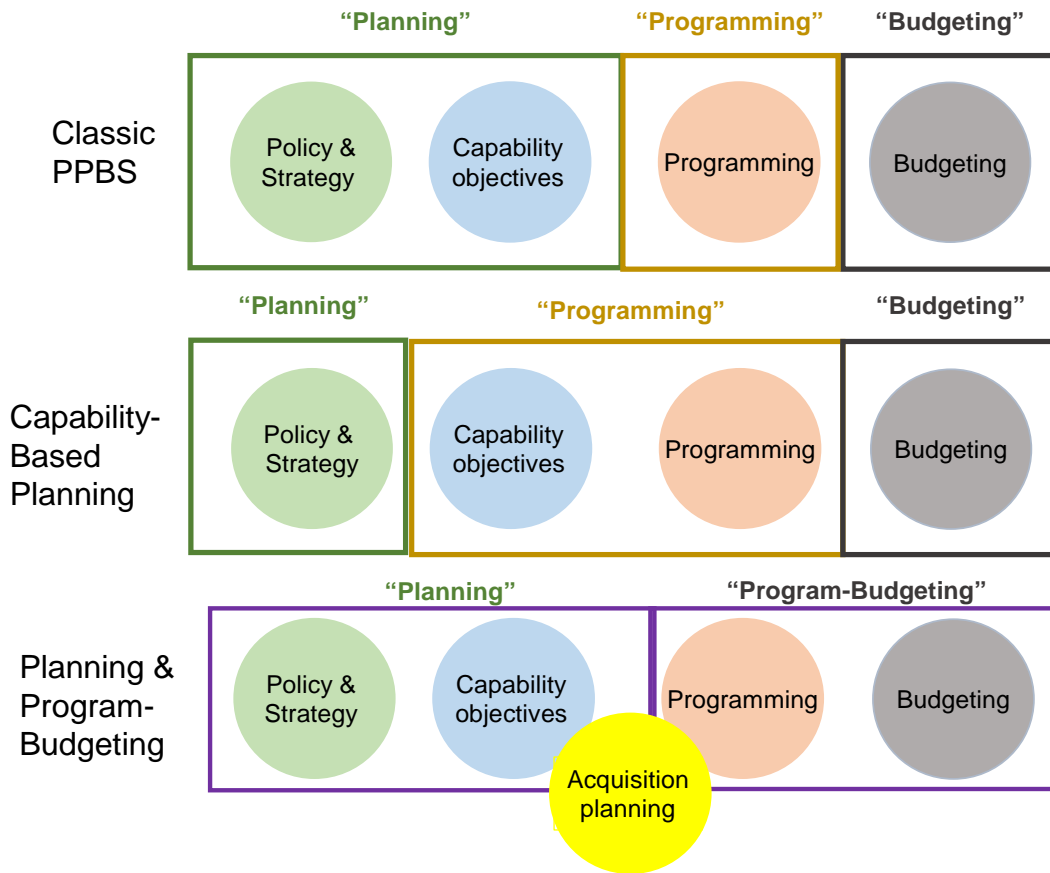 “Planning”
“Programming”
“Budgeting”
Classic
PPBS
Policy &
Strategy
Capability
objectives
Programming
Budgeting
“Planning”
“Programming”
“Budgeting”
Capability-
Based
Planning
Policy &
Strategy
Capability
objectives
Programming
Budgeting
“Planning”
“Program-Budgeting”
Planning &
Program-
Budgeting
Policy &
Strategy
Capability
objectives
Programming
Budgeting
Acquisition
planning